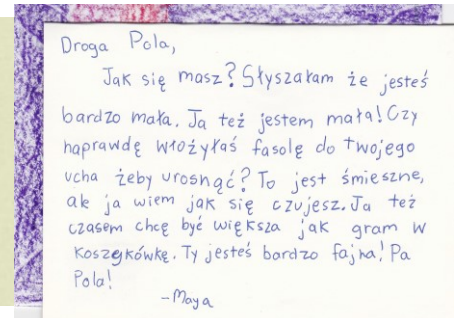 Droga Pola,
Jak się masz? Słyszałam że jesteś
bardzo mała. Ja też jestem mała! Czy
naprawdę włożyłaś fasolę do twojego
ucha żeby urosnąć? To jest śmieszne,
ale ja wiem jak się czujesz. Ja też
czasem chcę być większa jak gram w
koszykówkę. Ty jesteś bardzo fajna! Pa
Pola!
-Maya